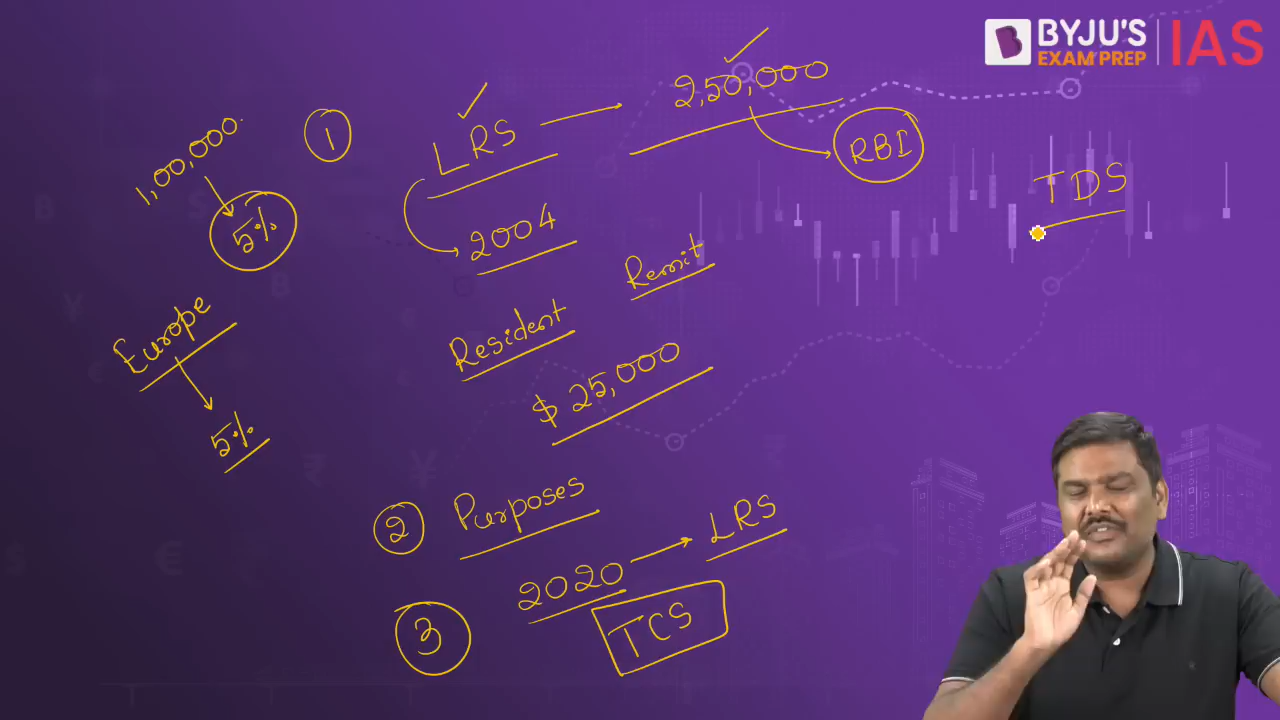 BYJU'S
EXAM PREP
IAS
1,00,000.
5%
Europe
5%
1
LRS
2,50,000
RBI
TDS
2004
Remit
Resident
$ 25,000
2 Purposes
2020 LRS
3 TCS